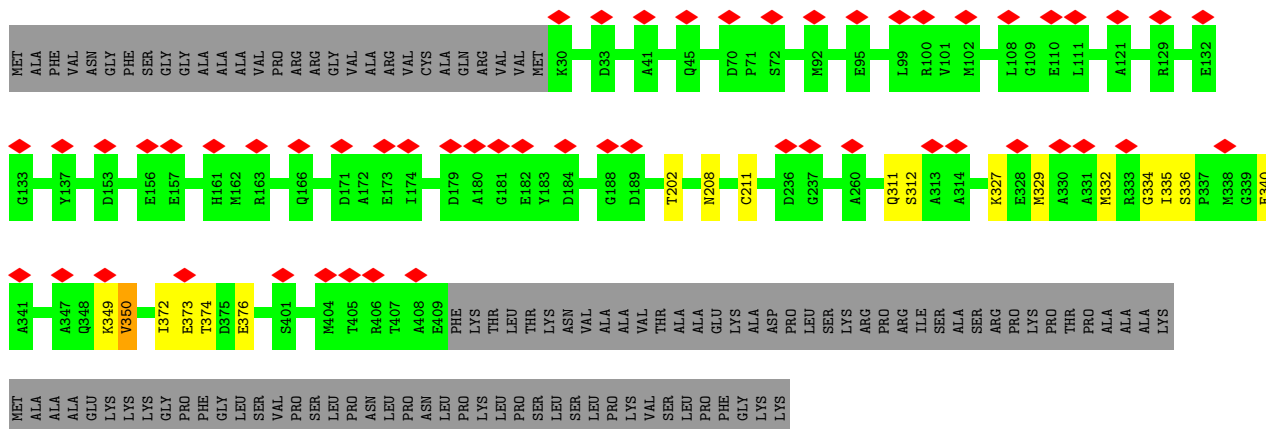 MET ALA PHE VAL ASN GLY PHE SER GLY GLY ALA ALA ALA VAL PRO ARG ARG GLY VAL ALA ARG VAL CYS ALA GLN ARG VAL VAL MET K30 D33 A41 Q45 D70 P71 S72 M92 E95 L99 R100 V101 M102 L108 G109 E110 L111 A121 R129 E132
G133 Y137 D153 E156 E157 H161 M162 R163 Q166 D171 A172 E173 I174 D179 A180 G181 E182 Y183 D184 G188 D189 T202 N208 C211 D236 G237 A260 Q311 S312 A313 A314 K327 E328 M329 A330 A331 M332 R333 G334 I335 S336 P337 M338 G339 E340
A341 A347 Q348 K349 V350 I372 E373 T374 D375 E376 S401 M404 T405 R406 T407 A408 E409 PHE LYS THR LEU THR LYS ASN VAL ALA ALA VAL THR ALA ALA GLU LYS ALA ASP PRO LEU SER LYS ARG PRO ARG ILE SER ALA SER ARG PRO LYS PRO THR PRO ALA ALA ALA LYS
MET ALA ALA ALA GLU LYS LYS LYS GLY PRO PHE GLY LEU SER VAL PRO SER LEU PRO ASN LEU PRO ASN LEU PRO LYS LEU PRO SER LEU SER LEU PRO LYS VAL SER LEU PRO PHE GLY LYS LYS